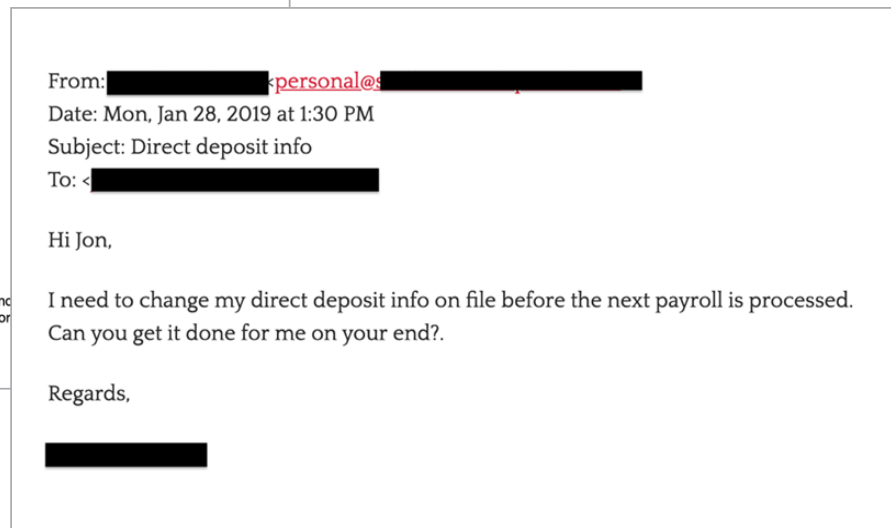 From: <personal@s
Date: Mon, Jan 28, 2019 at 1:30 PM
Subject: Direct deposit info
To: <
Hi Jon,
I need to change my direct deposit info on file before the next payroll is processed.
Can you get it done for me on your end?.
Regards,